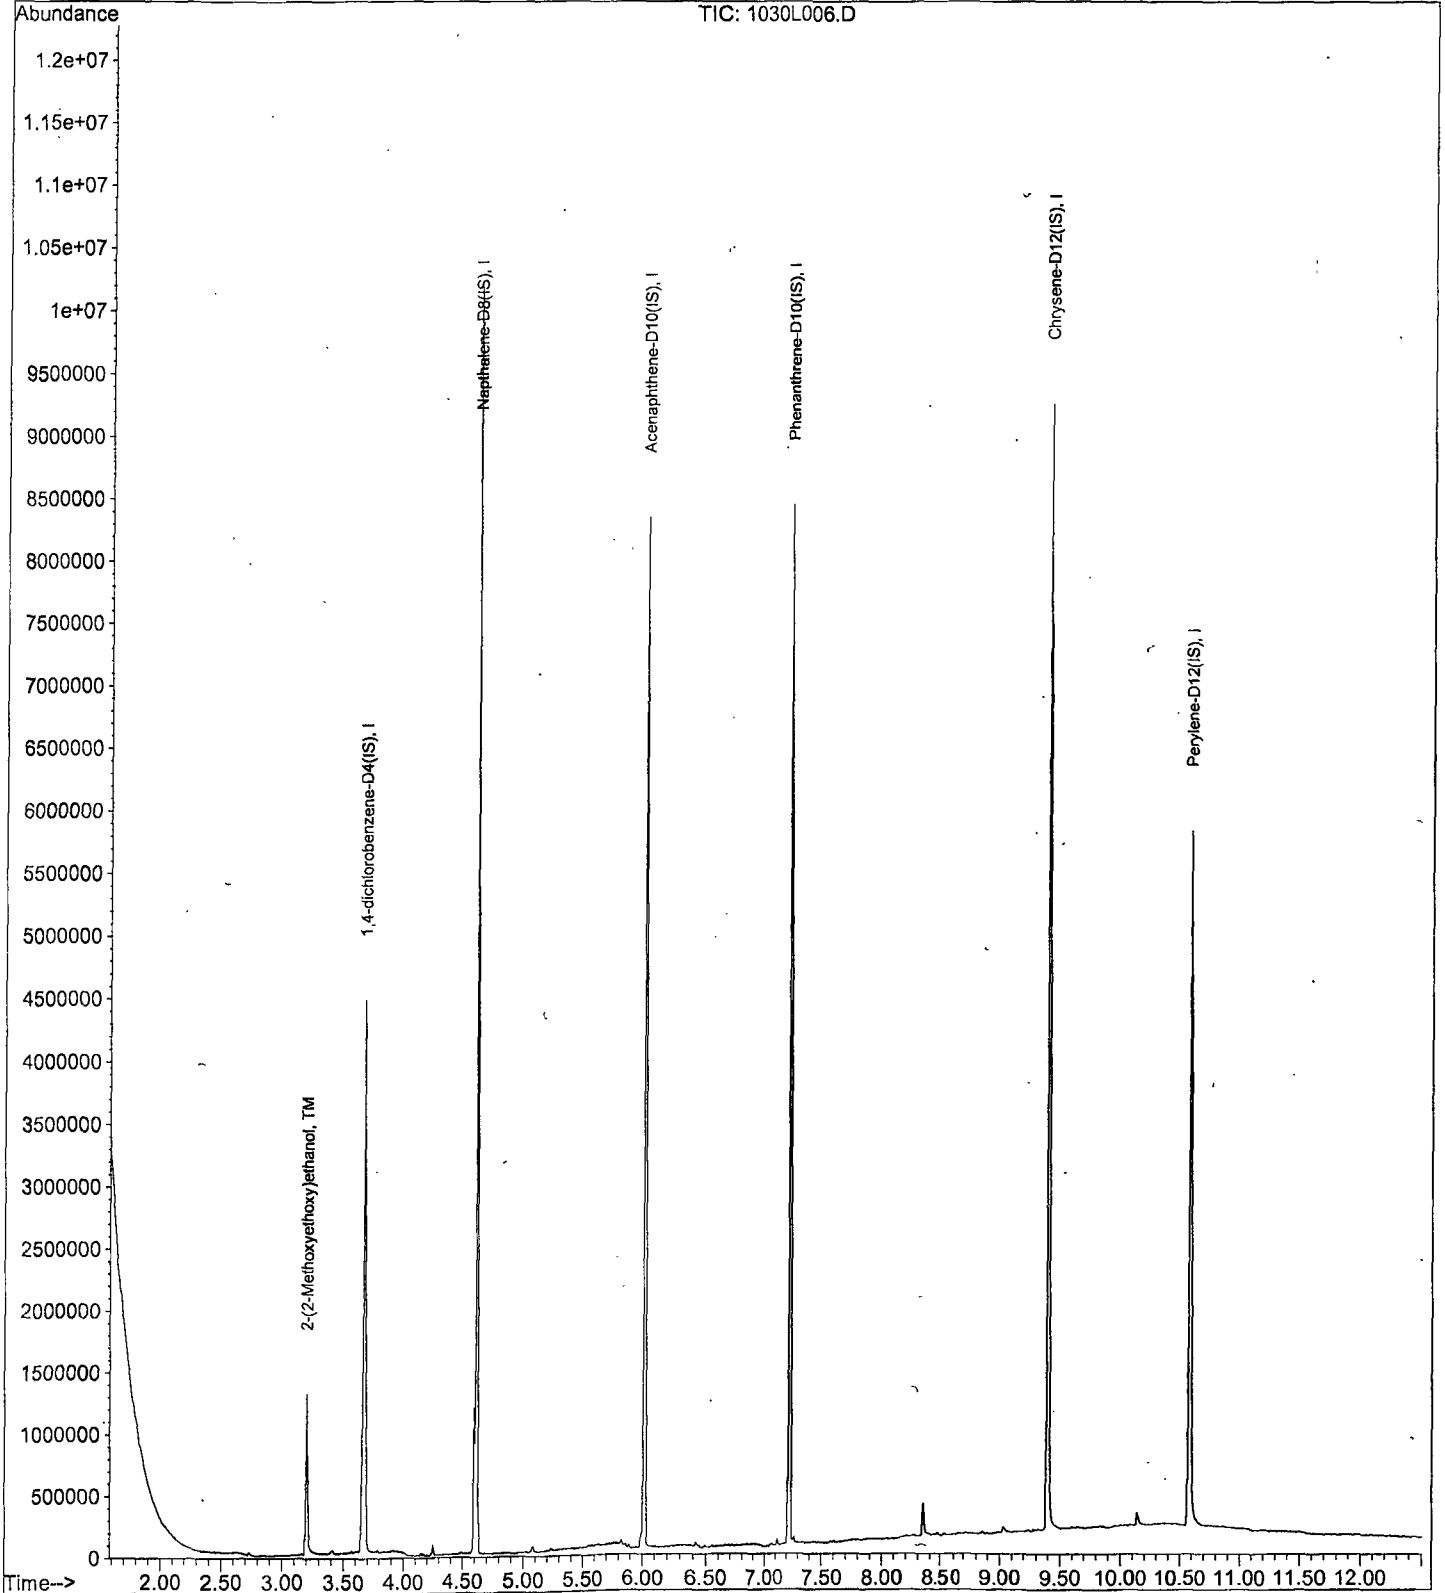 Abundance
TIC: 1030L006.D
1.2e+07
1.15e+07
1.1e+07
1.05e+07
1e+07
9500000
9000000
8500000
8000000
7500000
7000000
6500000
6000000
5500000
5000000
4500000
4000000
3500000
3000000
2500000
2000000
1500000
1000000
500000
0
2-(2-Methoxyethoxy)ethanol, TM
1,4-dichlorobenzene-D4(IS), I
Napthalene-D8(IS), I
Acenaphthene-D10(IS), I
Phenanthrene-D10(IS), I
Chrysene-D12(IS), I
Perylene-D12(IS), I
Time--> 2.00 2.50 3.00 3.50 4.00 4.50 5.00 5.50 6.00 6.50 7.00 7.50 8.00 8.50 9.00 9.50 10.00 10.50 11.00 11.50 12.00